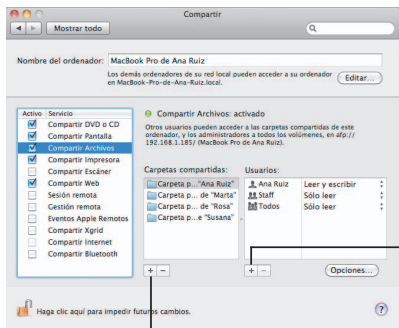 Compartir
Mostrar todo
Nombre del ordenador: MacBook Pro de Ana Ruiz
Los demás ordenadores de su red local pueden acceder a su ordenador
en MacBook-Pro-de-Ana-Ruiz.local
Editar...
Activo Servicio
Compartir DVD o CD
Compartir Pantalla
Compartir Archivos
Compartir Impresora
Compartir Escáner
Compartir Web
Sesión remota
Gestión remota
Eventos Apple Remotos
Compartir Xgrid
Compartir Internet
Compartir Bluetooth
Compartir Archivos: activado
Otros usuarios pueden acceder a las carpetas compartidas de este
ordenador, y los administradores a todos los volúmenes, en afp://
192.168.1.185/ (MacBook Pro de Ana Ruiz).
Carpetas compartidas: Usuarios:
Carpeta p..."Ana Ruiz"
Carpeta p... de "Marta"
Carpeta p... de "Rosa"
Carpeta p...e "Susana"
Ana Ruiz Leer y escribir
Staff Sólo leer
Todos Sólo leer
+ − + −
Opciones...
Haga clic aquí para impedir futuros cambios.
?